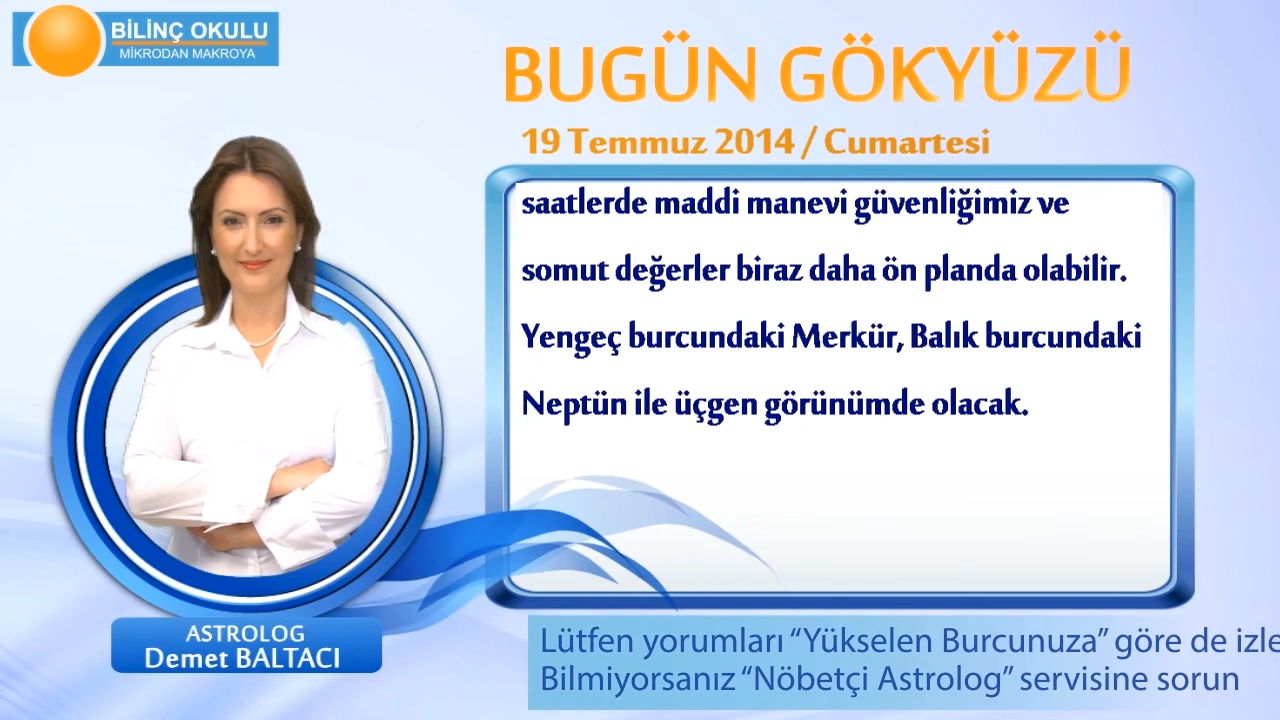 BİLİNÇ OKULU
MİKRODAN MAKROYA
BUGÜN GÖKYÜZÜ
19 Temmuz 2014 / Cumartesi
saatlerde maddi manevi güvenliğimiz ve
somut değerler biraz daha ön planda olabilir.
Yengeç burcundaki Merkür, Balık burcundaki
Neptün ile üçgen görünümde olacak.
ASTROLOG
Demet BALTACI
Lütfen yorumları “Yükselen Burcunuza” göre de izle
Bilmiyorsanız “Nöbetçi Astrolog” servisine sorun